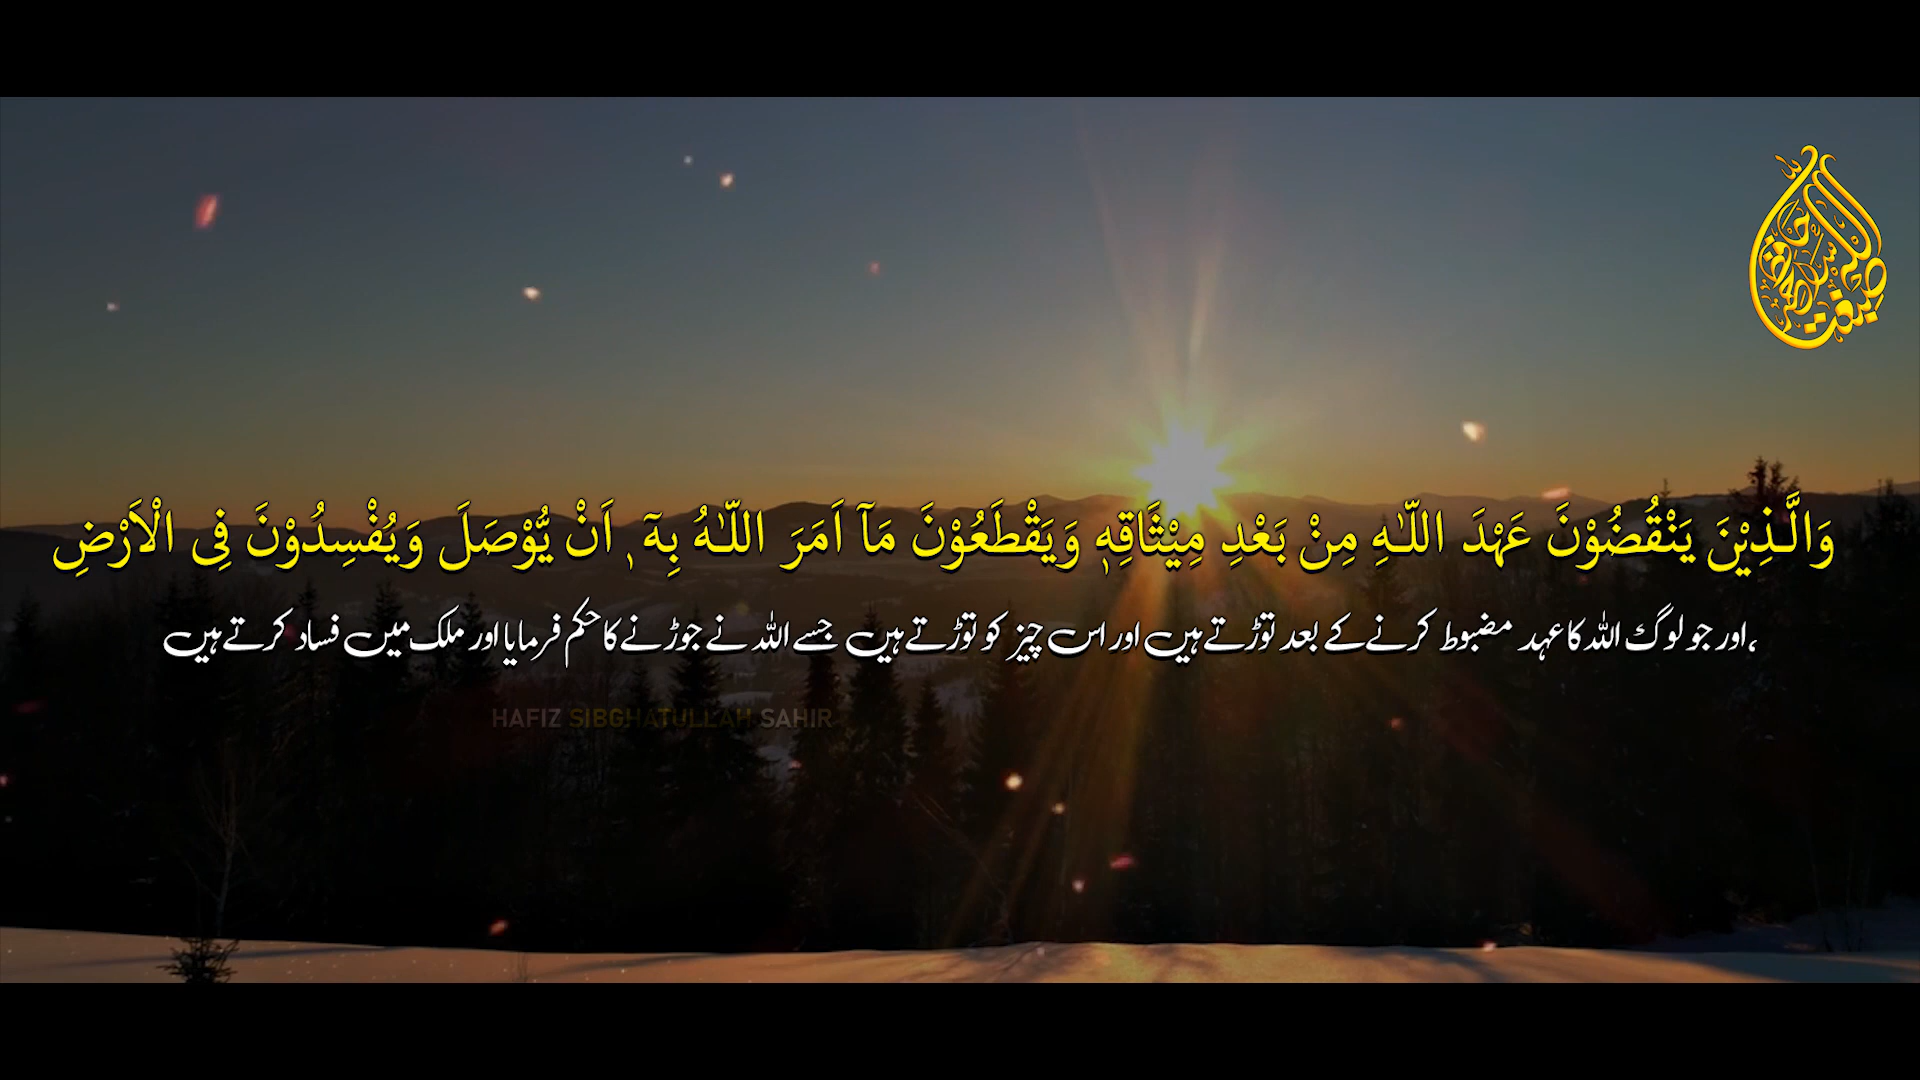 وَالَّـذِيْنَ يَنْقُضُوْنَ عَهْدَ اللّـٰهِ مِنْ بَعْدِ مِيْثَاقِهٖ وَيَقْطَعُوْنَ مَآ اَمَرَ اللّـٰهُ بِهٓ ٖ اَنْ يُّوْصَلَ وَيُفْسِدُوْنَ فِى الْاَرْضِ
،اور جو لوگ اللہ کا عہد مضبوط کرنے کے بعد توڑتے ہیں اور اس چیز کو توڑتے ہیں جسے اللہ نے جوڑنے کا حکم فرمایا اور ملک میں فساد کرتے ہیں
HAFIZ SIBGHATULLAH SAHIR